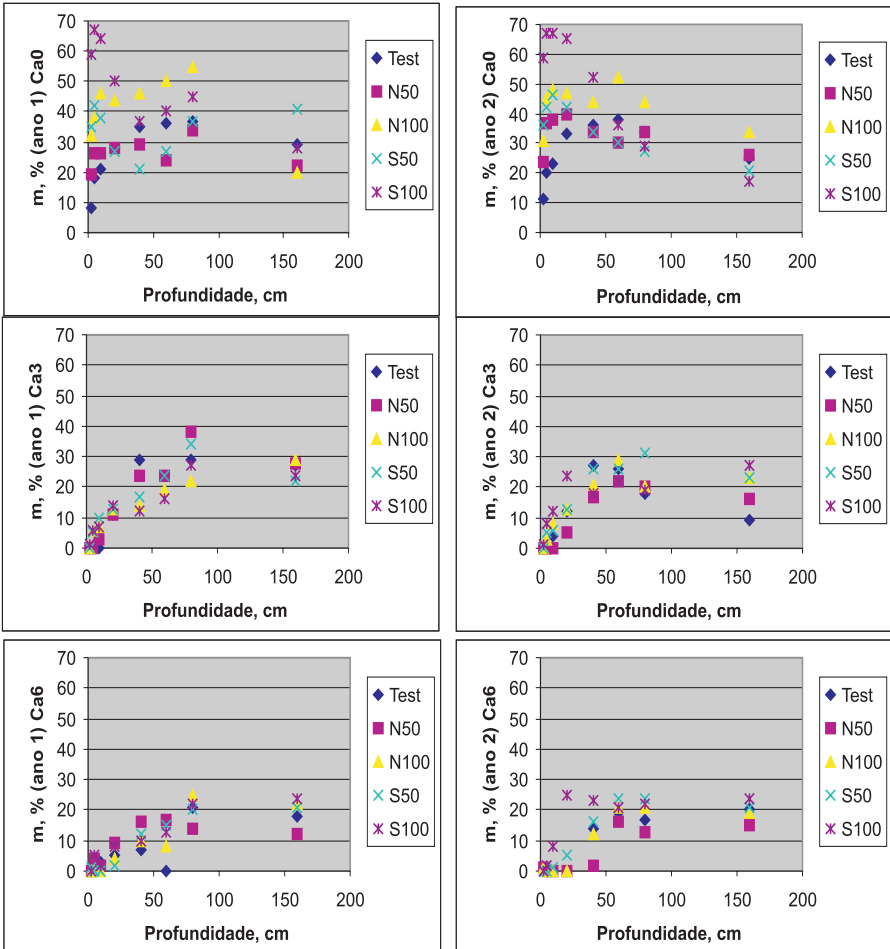 m, % (ano 1) Ca0
70
60
50
40
30
20
10
0
0 50 100 150 200
Profundidade, cm
Test
N50
N100
S50
S100
m, % (ano 2) Ca0
70
60
50
40
30
20
10
0
0 50 100 150 200
Profundidade, cm
Test
N50
N100
S50
S100
m, % (ano 1) Ca3
70
60
50
40
30
20
10
0
0 50 100 150 200
Profundidade, cm
Test
N50
N100
S50
S100
m, % (ano 2) Ca3
70
60
50
40
30
20
10
0
0 50 100 150 200
Profundidade, cm
Test
N50
N100
S50
S100
m, % (ano 1) Ca6
70
60
50
40
30
20
10
0
0 50 100 150 200
Profundidade, cm
Test
N50
N100
S50
S100
m, % (ano 2) Ca6
70
60
50
40
30
20
10
0
0 50 100 150 200
Profundidade, cm
Test
N50
N100
S50
S100